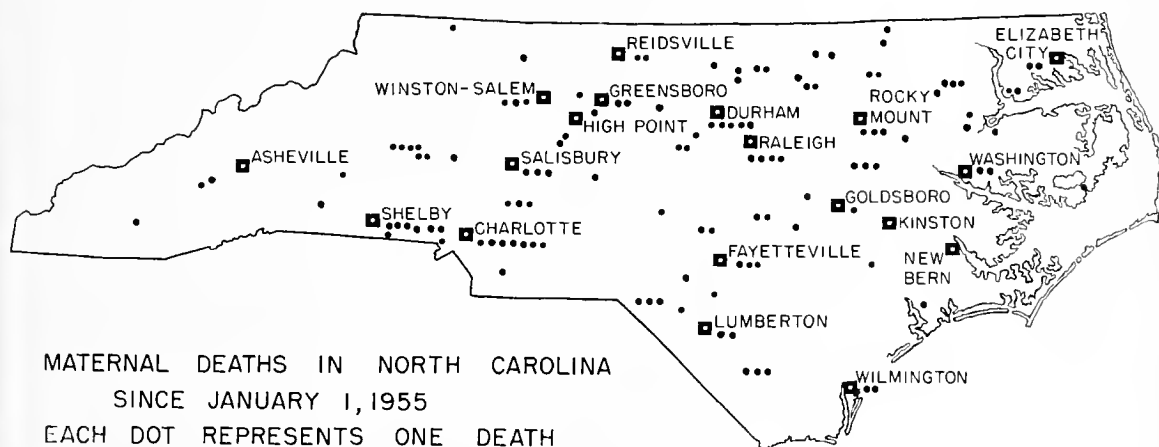 REIDSVILLE
ELIZABETH
CITY
WINSTON-SALEM
GREENSBORO
HIGH POINT
DURHAM
ROCKY
MOUNT
RALEIGH
ASHEVILLE
SALISBURY
WASHINGTON
GOLDSBORO
SHELBY
CHARLOTTE
KINSTON
FAYETTEVILLE
NEW
BERN
LUMBERTON
WILMINGTON
MATERNAL DEATHS IN NORTH CAROLINA
SINCE JANUARY 1, 1955
EACH DOT REPRESENTS ONE DEATH